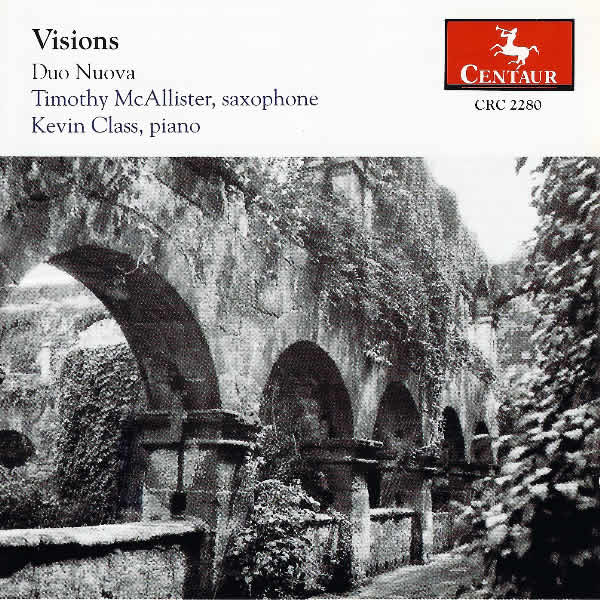 Visions
Duo Nuova
Timothy McAllister, saxophone
Kevin Class, piano
CENTAUR
CRC 2280